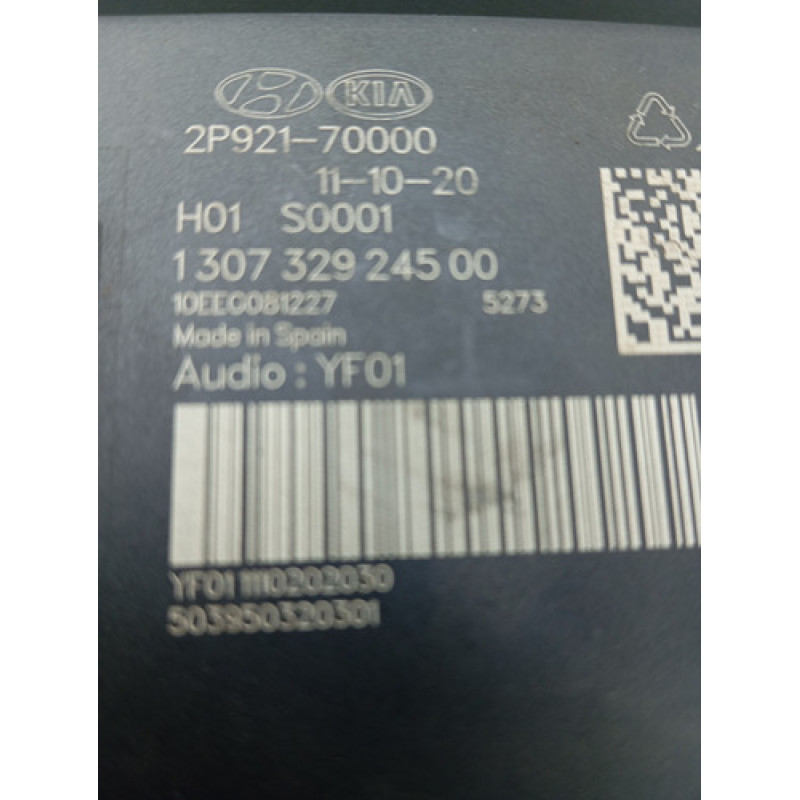 KIA
2P921-70000
11-10-20
H01 S0001
1 307 329 245 00
10EEG081227 5273
Made in Spain
Audio : YF01
YF01 1110202030
503950320301